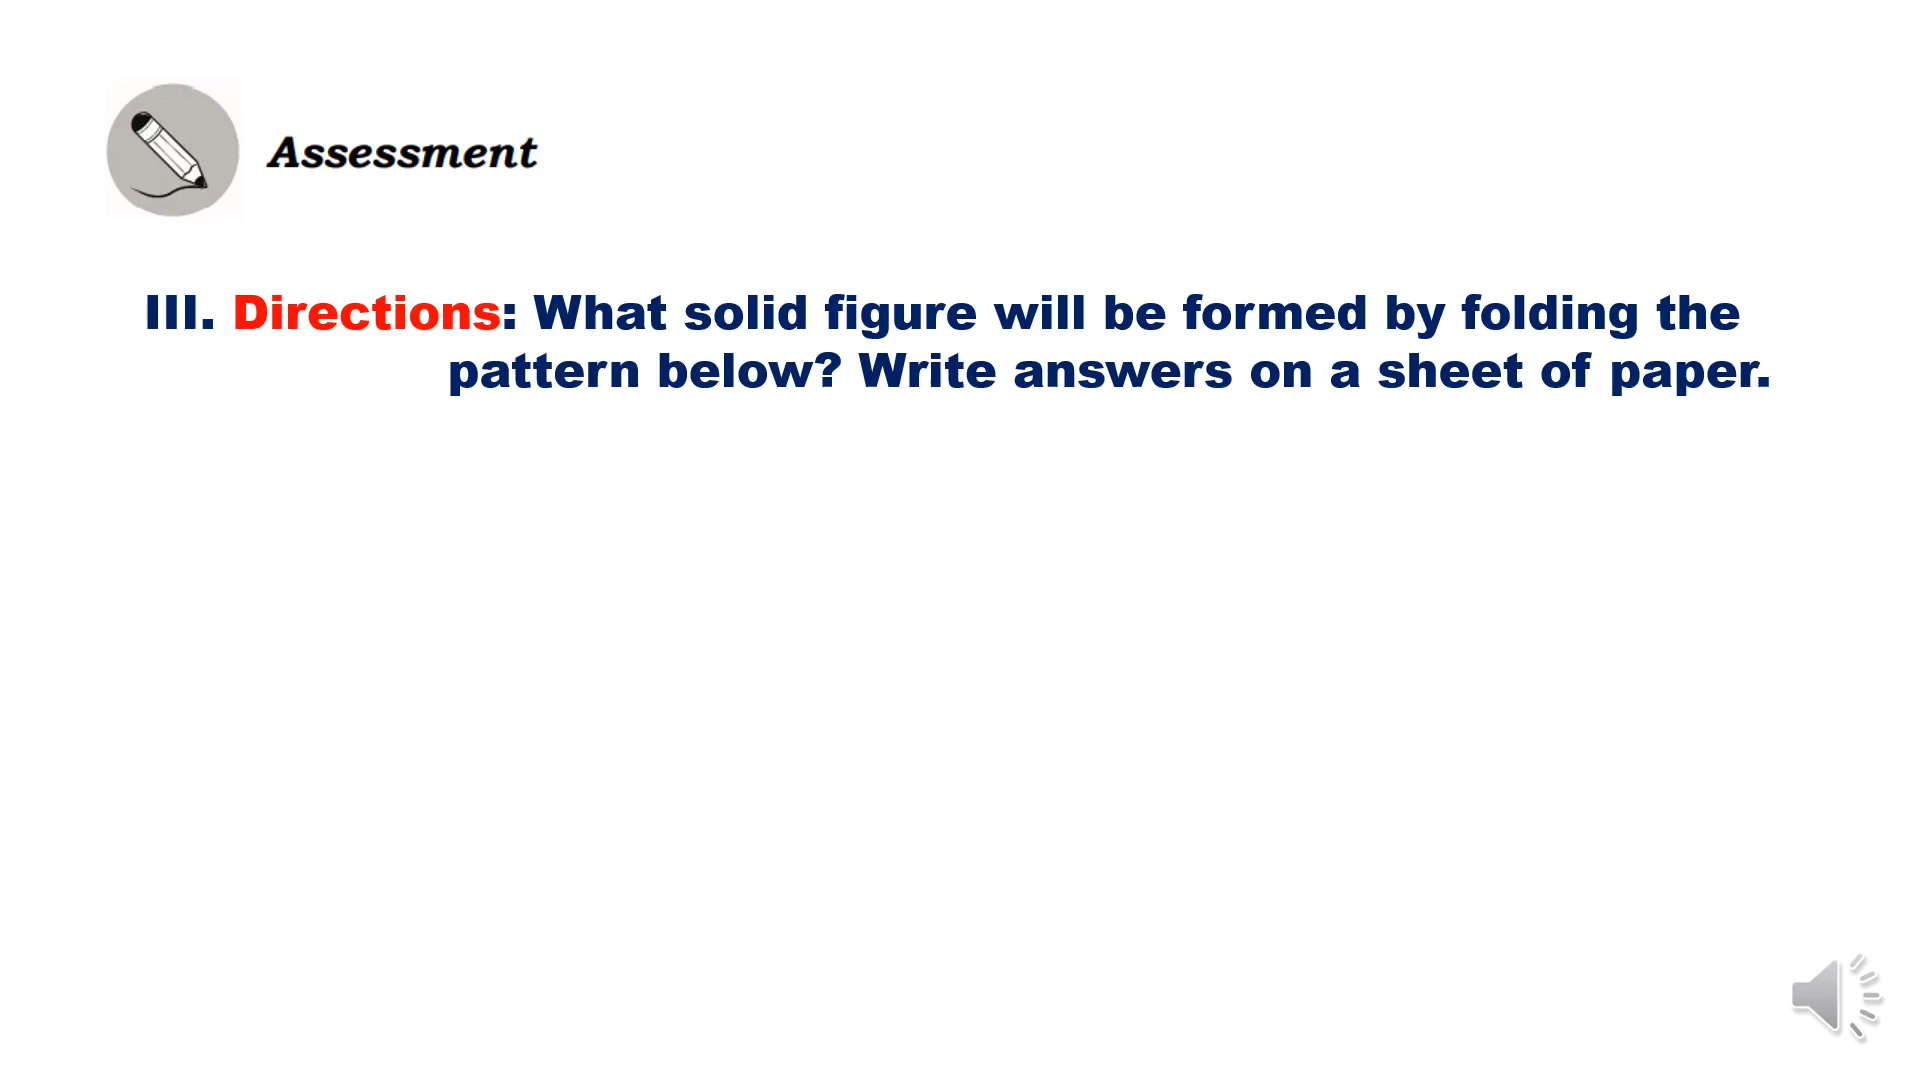 Assessment
III. Directions: What solid figure will be formed by folding the
pattern below? Write answers on a sheet of paper.